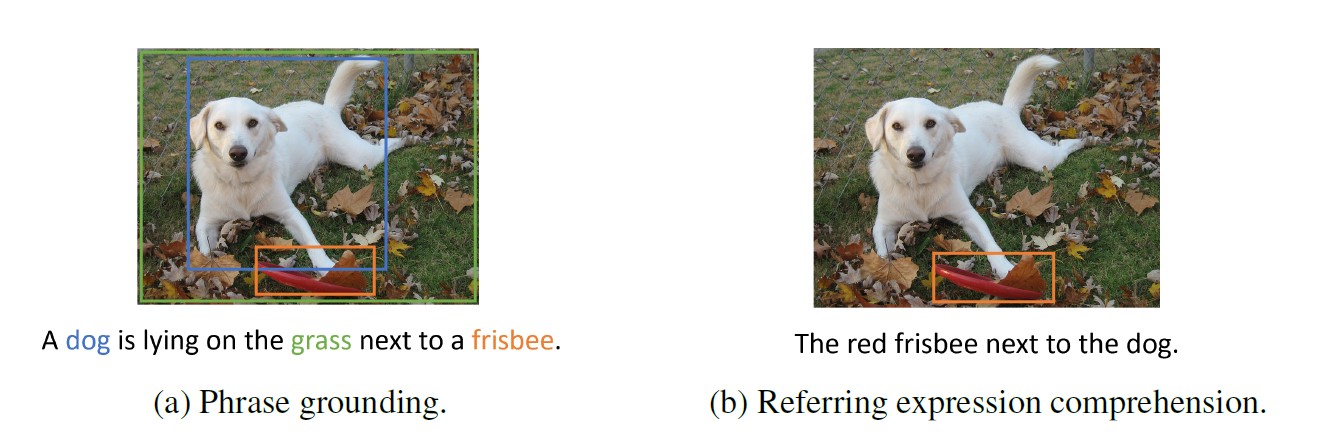 A dog is lying on the grass next to a frisbee.
The red frisbee next to the dog.
(a) Phrase grounding.
(b) Referring expression comprehension.